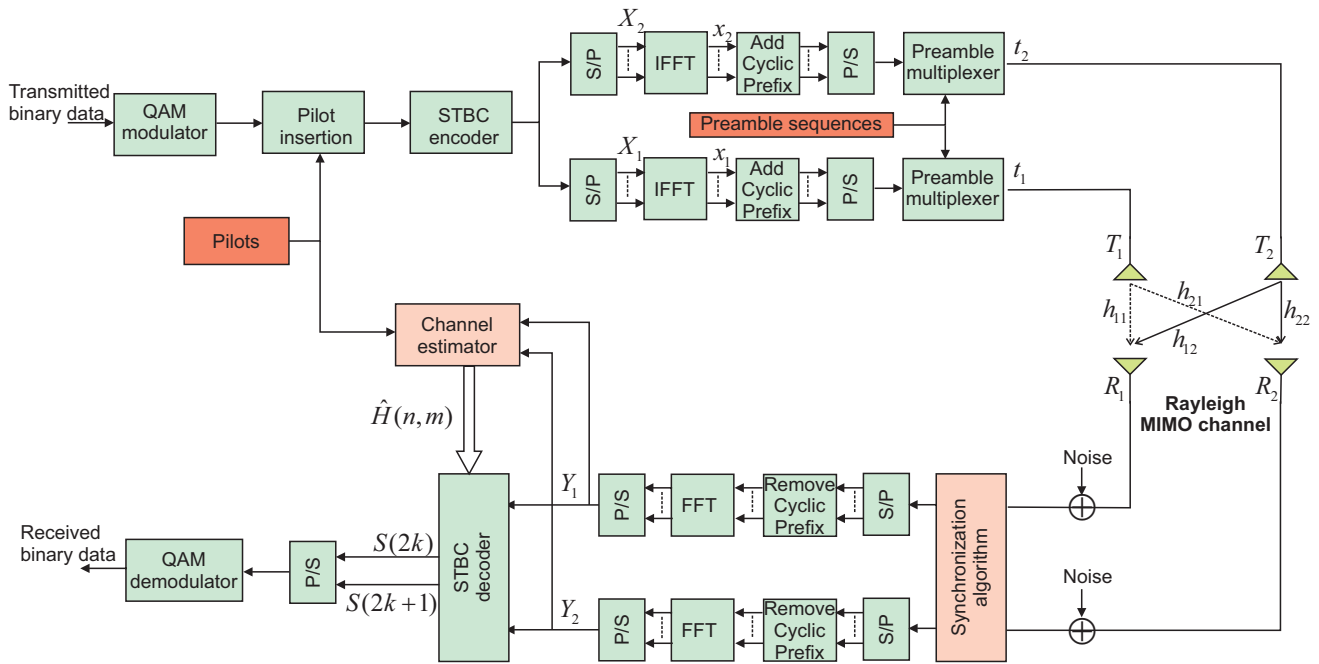 Transmitted
binary data
QAM
modulator
Pilot
insertion
STBC
encoder
S/P
X₂
IFFT
x₂
Add
Cyclic
Prefix
P/S
Preamble
multiplexer
t₂
Preamble sequences
S/P
X₁
IFFT
x₁
Add
Cyclic
Prefix
P/S
Preamble
multiplexer
t₁
Pilots
T₁
T₂
h₁₁
h₂₁
h₁₂
h₂₂
R₁
R₂
Rayleigh
MIMO channel
Channel
estimator
Ĥ(n,m)
Noise
Noise
Synchronization
algorithm
S/P
Remove
Cyclic
Prefix
FFT
P/S
Y₁
S/P
Remove
Cyclic
Prefix
FFT
P/S
Y₂
STBC
decoder
S(2k)
S(2k+1)
P/S
QAM
demodulator
Received
binary data